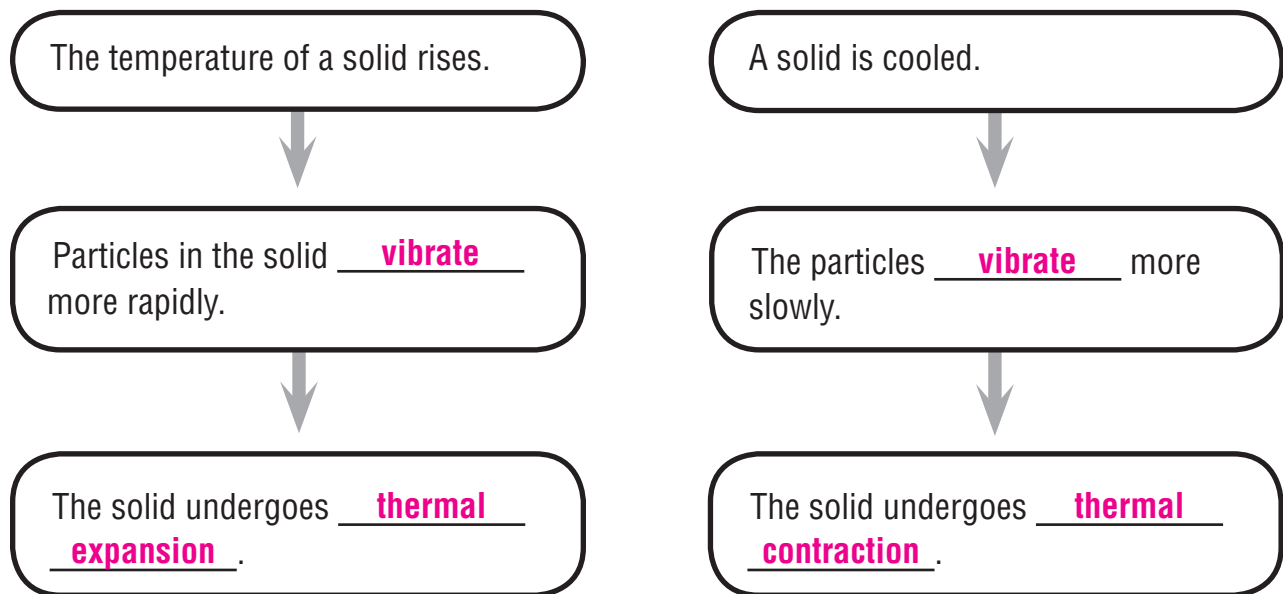 The temperature of a solid rises.
Particles in the solid vibrate
more rapidly.
The solid undergoes thermal
expansion.
A solid is cooled.
The particles vibrate more
slowly.
The solid undergoes thermal
contraction.